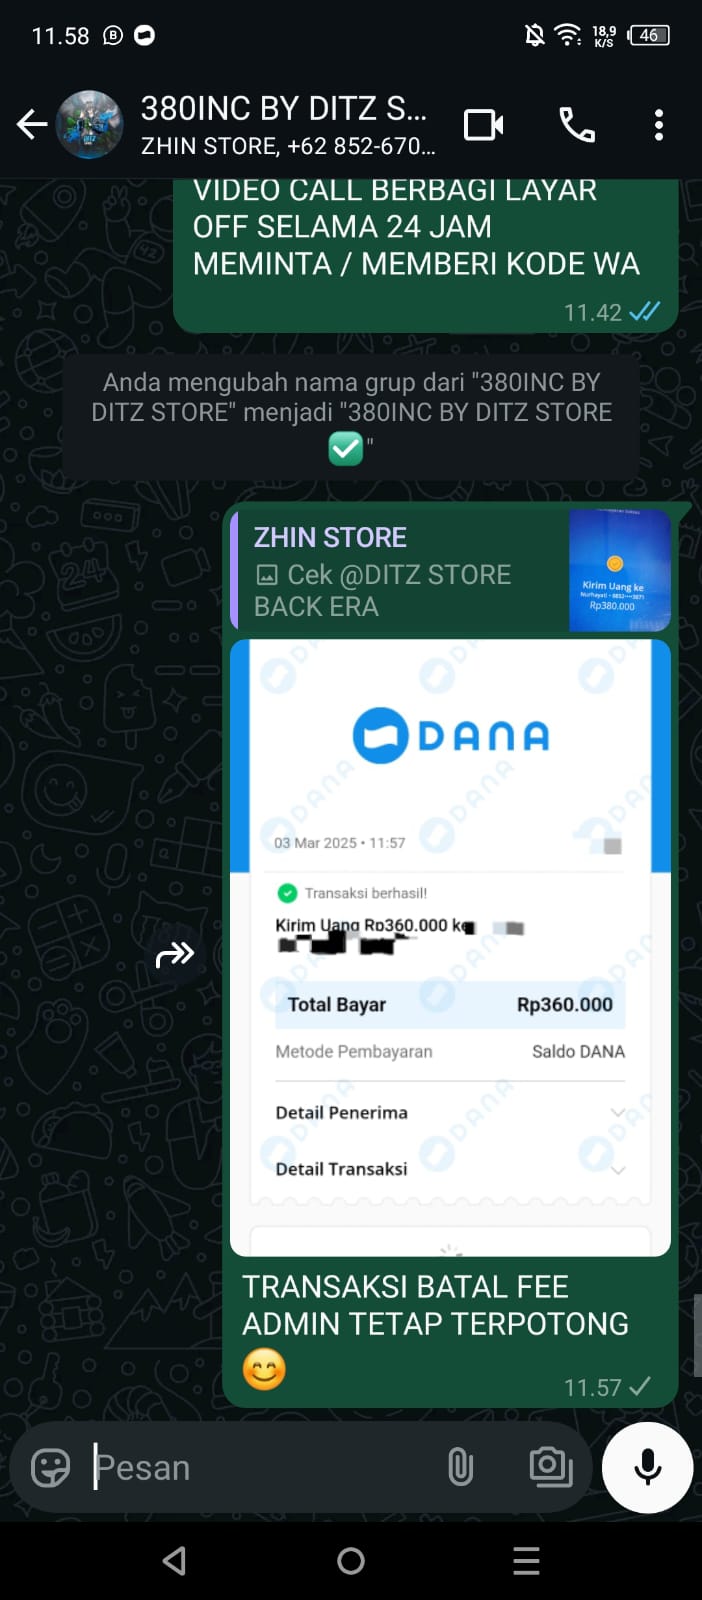 11.58
18,9
K/S
46
380INC BY DITZ S...
ZHIN STORE, +62 852-670...
VIDEO CALL BERBAGI LAYAR
OFF SELAMA 24 JAM
MEMINTA / MEMBERI KODE WA
11.42
Anda mengubah nama grup dari "380INC BY
DITZ STORE" menjadi "380INC BY DITZ STORE
✅"
ZHIN STORE
Cek @DITZ STORE
BACK ERA
Kirim Uang ke
Rp380.000
DANA
03 Mar 2025 • 11:57
Transaksi berhasil!
Kirim Uang Rp360.000 ke
Total Bayar Rp360.000
Metode Pembayaran Saldo DANA
Detail Penerima
Detail Transaksi
TRANSAKSI BATAL FEE
ADMIN TETAP TERPOTONG
😊
11.57
Pesan